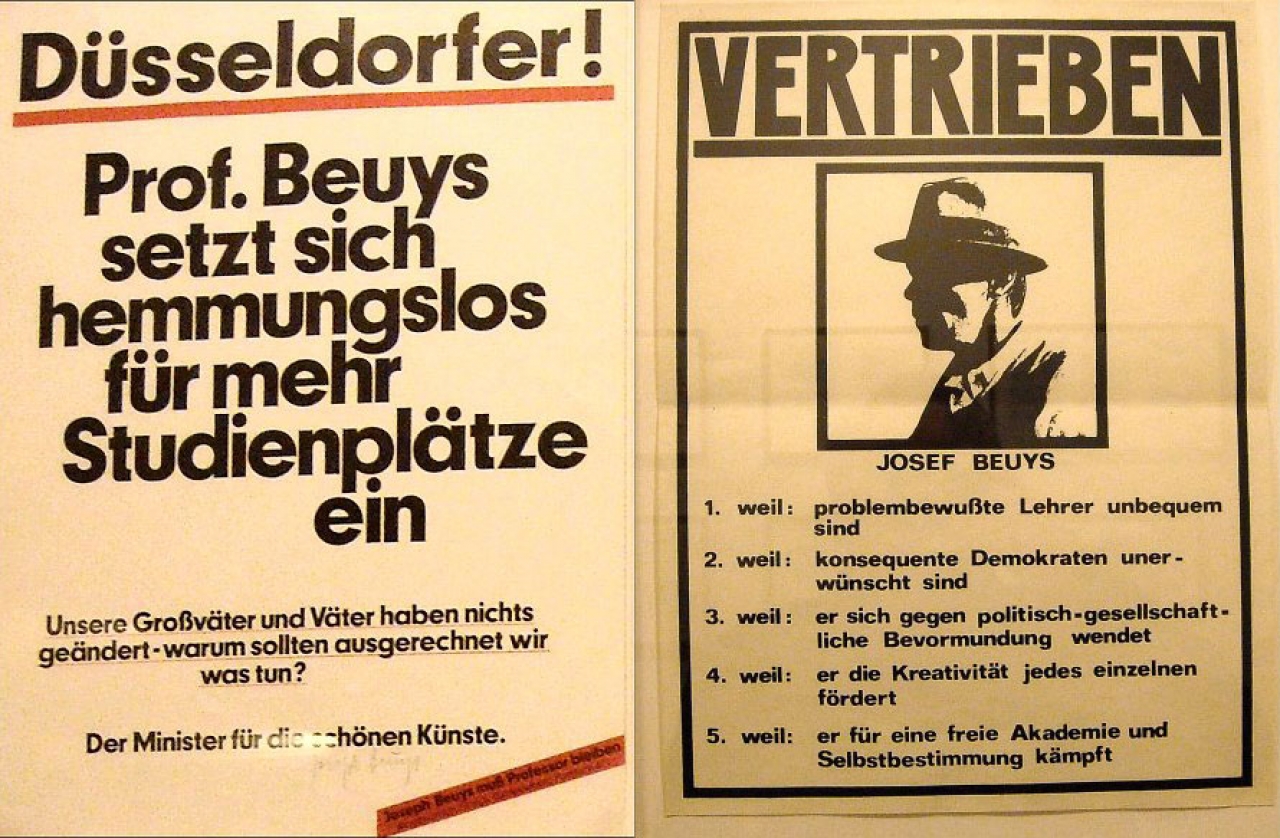 Düsseldorfer!
Prof. Beuys
setzt sich
hemmungslos
für mehr
Studienplätze
ein
Unsere Großväter und Väter haben nichts
geändert-warum sollten ausgerechnet wir
was tun?
Der Minister für die schönen Künste.
Joseph Beuys muß Professor bleiben
VERTRIEBEN
JOSEF BEUYS
1. weil: problembewußte Lehrer unbequem
sind
2. weil: konsequente Demokraten uner-
wünscht sind
3. weil: er sich gegen politisch-gesellschaft-
liche Bevormundung wendet
4. weil: er die Kreativität jedes einzelnen
fördert
5. weil: er für eine freie Akademie und
Selbstbestimmung kämpft